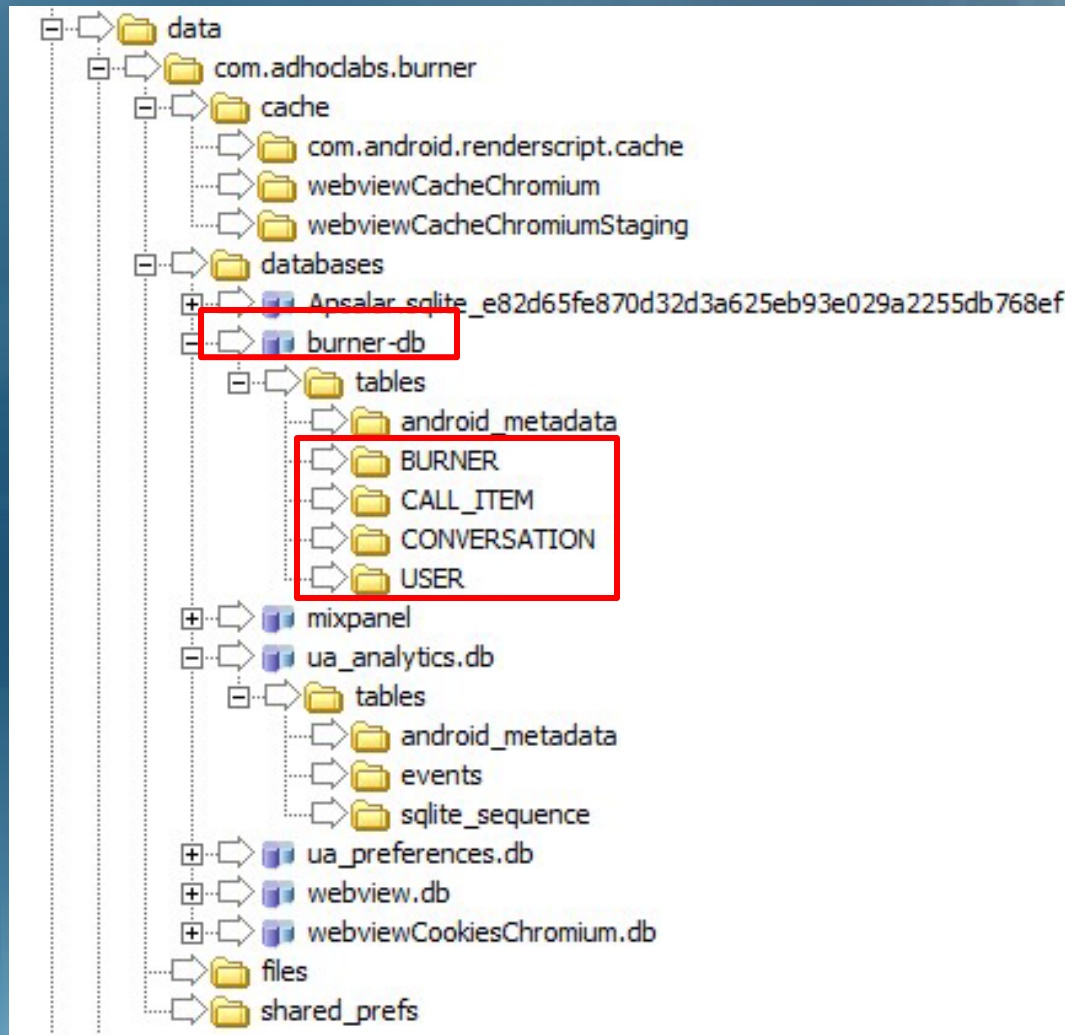 data
com.adhoclabs.burner
cache
com.android.renderscript.cache
webviewCacheChromium
webviewCacheChromiumStaging
databases
Apsalar.sqlite_e82d65fe870d32d3a625eb93e029a2255db768ef
burner-db
tables
android_metadata
BURNER
CALL_ITEM
CONVERSATION
USER
mixpanel
ua_analytics.db
tables
android_metadata
events
sqlite_sequence
ua_preferences.db
webview.db
webviewCookiesChromium.db
files
shared_prefs